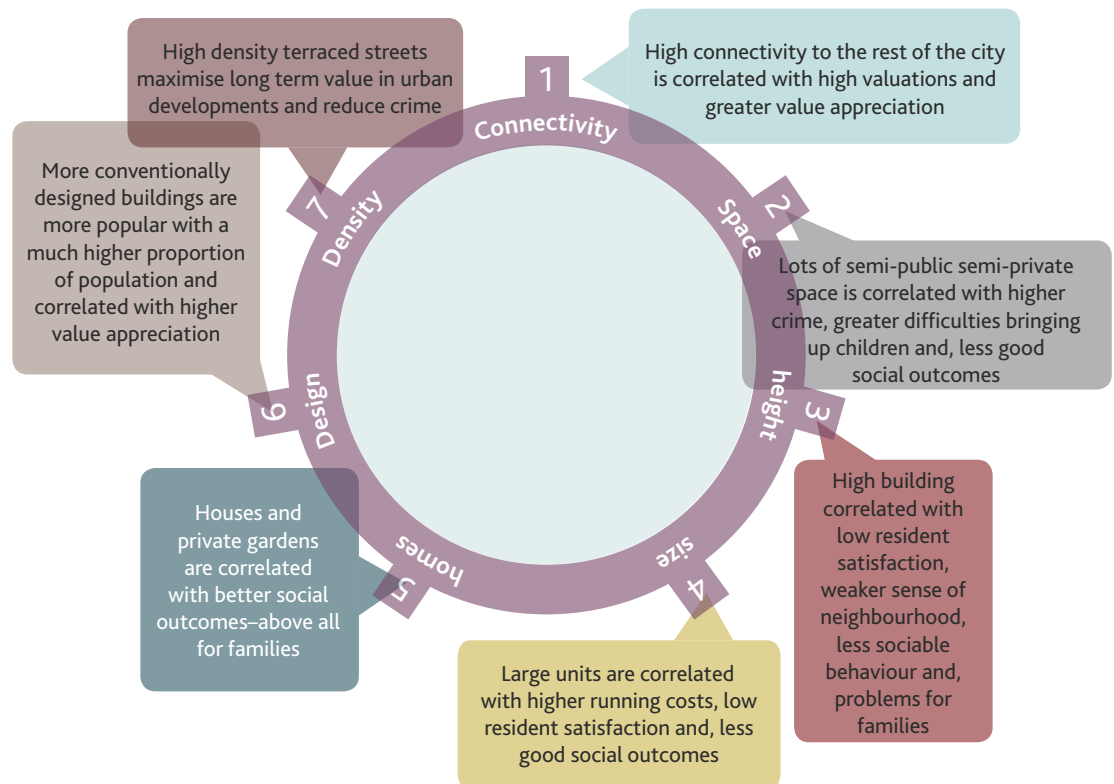 1
Connectivity
High connectivity to the rest of the city
is correlated with high valuations and
greater value appreciation
2
Space
Lots of semi-public semi-private
space is correlated with higher
crime, greater difficulties bringing
up children and, less good
social outcomes
3
height
High building
correlated with
low resident
satisfaction,
weaker sense of
neighbourhood,
less sociable
behaviour and,
problems for
families
4
size
Large units are correlated
with higher running costs, low
resident satisfaction and, less
good social outcomes
5
homes
Houses and
private gardens
are correlated
with better social
outcomes–above all
for families
6
Design
More conventionally
designed buildings are
more popular with a
much higher proportion
of population and
correlated with higher
value appreciation
7
Density
High density terraced streets
maximise long term value in urban
developments and reduce crime